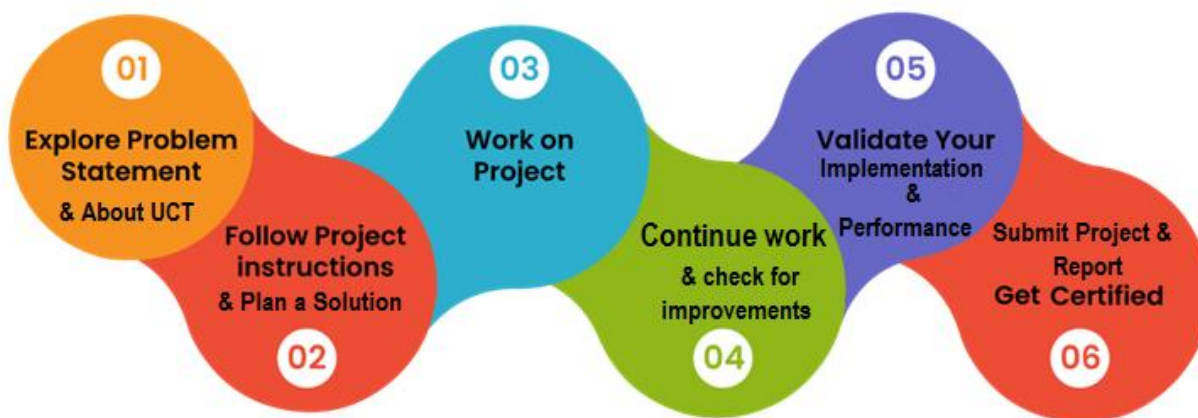 01
Explore Problem
Statement
& About UCT
Follow Project
instructions
& Plan a Solution
02
03
Work on
Project
Continue work
& check for
improvements
04
05
Validate Your
Implementation
&
Performance
Submit Project &
Report
Get Certified
06